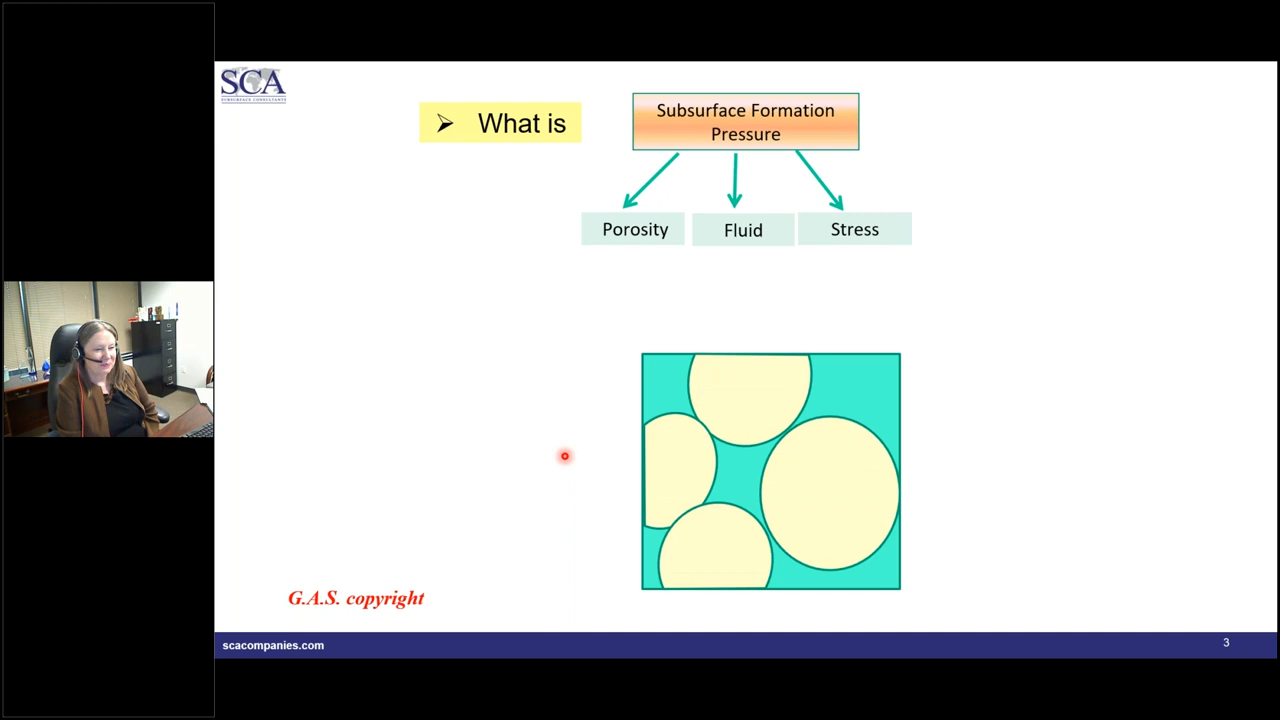 SCA
SUBSURFACE CONSULTANTS
➢ What is
Subsurface Formation
Pressure
Porosity
Fluid
Stress
G.A.S. copyright
scacompanies.com
3